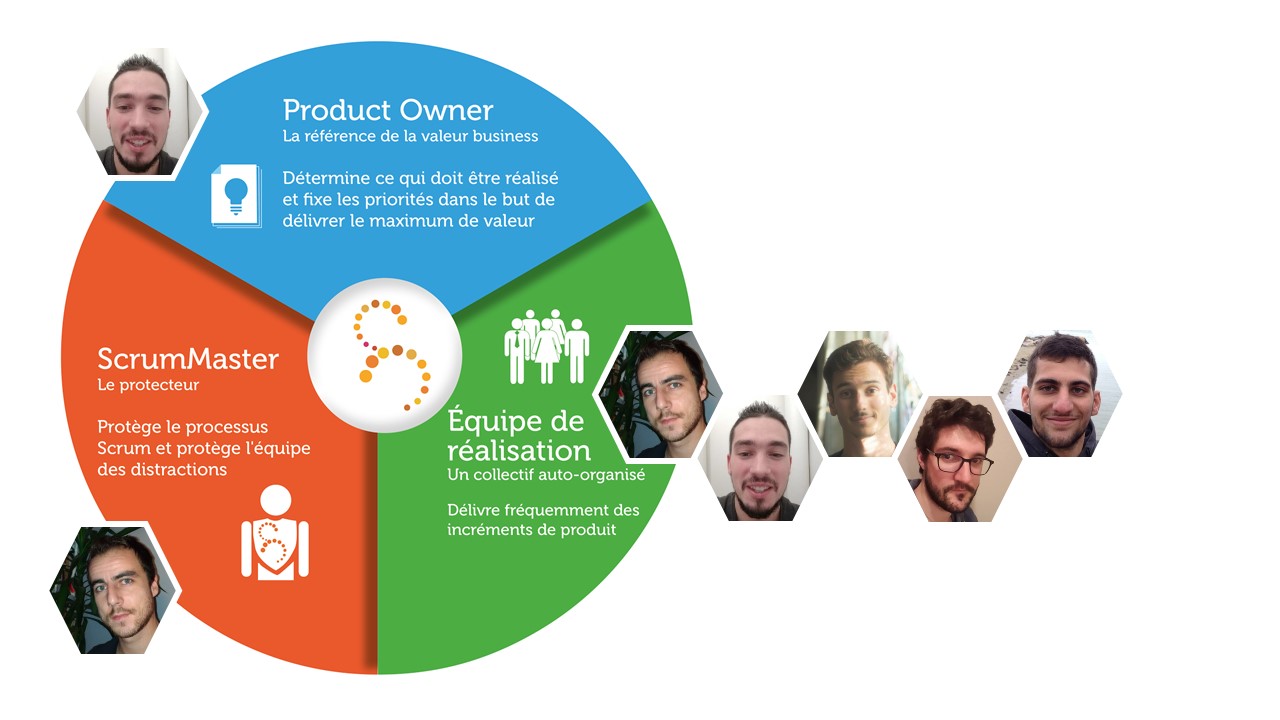 Product Owner
La référence de la valeur business
Détermine ce qui doit être réalisé
et fixe les priorités dans le but de
délivrer le maximum de valeur
ScrumMaster
Le protecteur
Protège le processus
Scrum et protège l'équipe
des distractions
Équipe de
réalisation
Un collectif auto-organisé
Délivre fréquemment des
incréments de produit